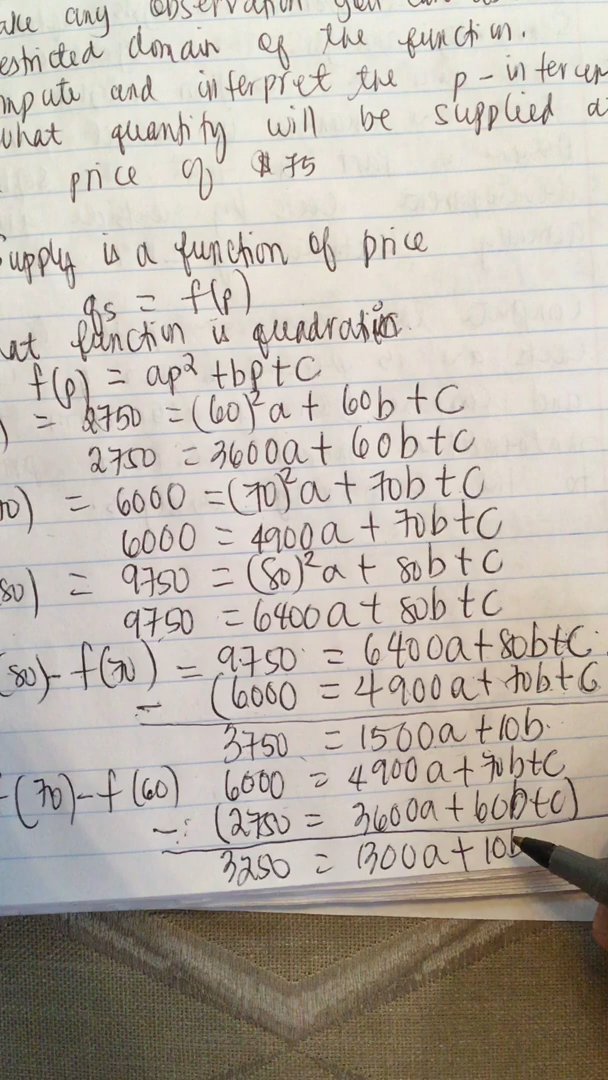 any observation you
estricted domain of the function.
mpute and interpret the p-intercep
what quantity will be supplied a
price of $75
Supply is a function of price
qs = f(p)
at function is quadratic
f(p) = ap² + bp + C
) = 2750 = (60)²a + 60b + C
2750 = 3600a + 60b + C
70) = 6000 = (70)²a + 70b + C
6000 = 4900a + 70b + C
80) = 9750 = (80)²a + 80b + C
9750 = 6400a + 80b + C
(80) - f(70) = 9750 = 6400a + 80b + C
- (6000 = 4900a + 70b + C
3750 = 1500a + 10b
f(70) - f(60) 6000 = 4900a + 70b + C
- (2750 = 3600a + 60b + C)
3250 = 1300a + 10b